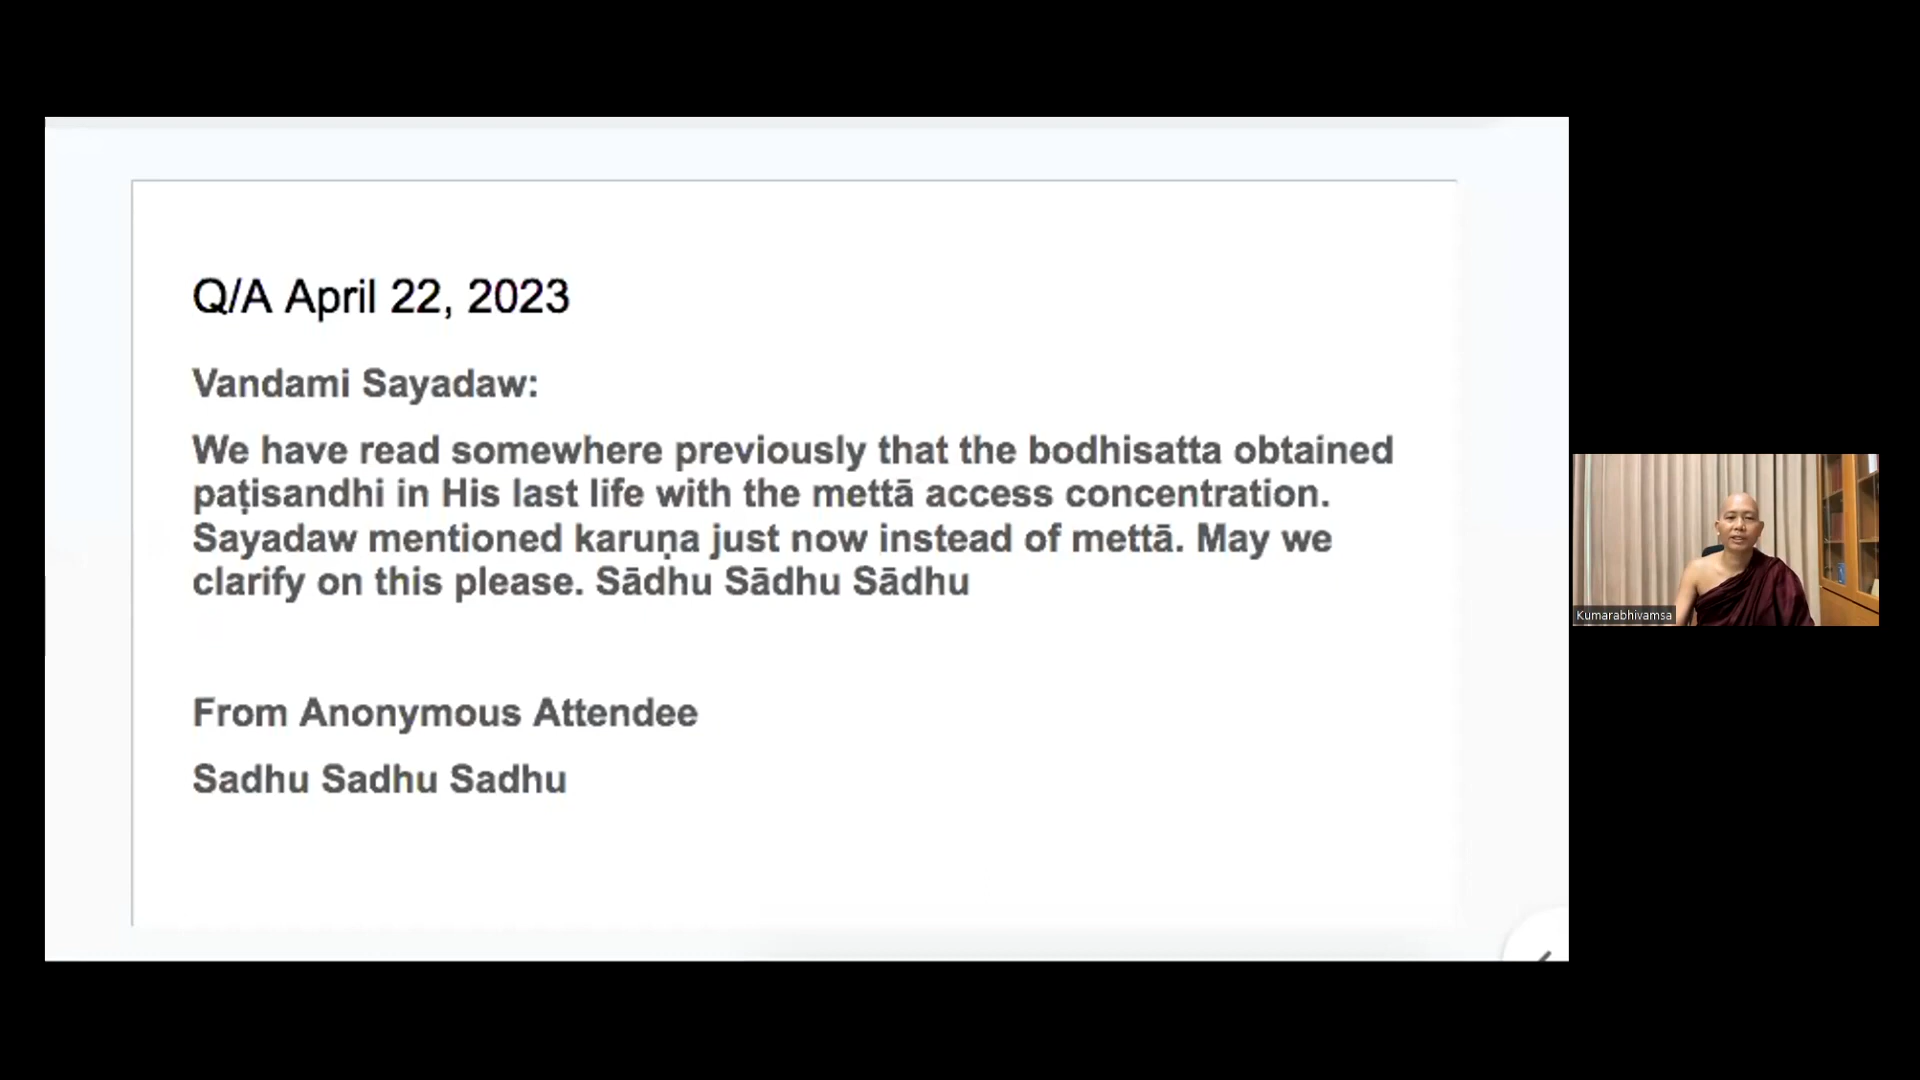 Q/A April 22, 2023
Vandami Sayadaw:
We have read somewhere previously that the bodhisatta obtained
paṭisandhi in His last life with the mettā access concentration.
Sayadaw mentioned karuṇa just now instead of mettā. May we
clarify on this please. Sādhu Sādhu Sādhu
From Anonymous Attendee
Sadhu Sadhu Sadhu
Kumarabhivamsa